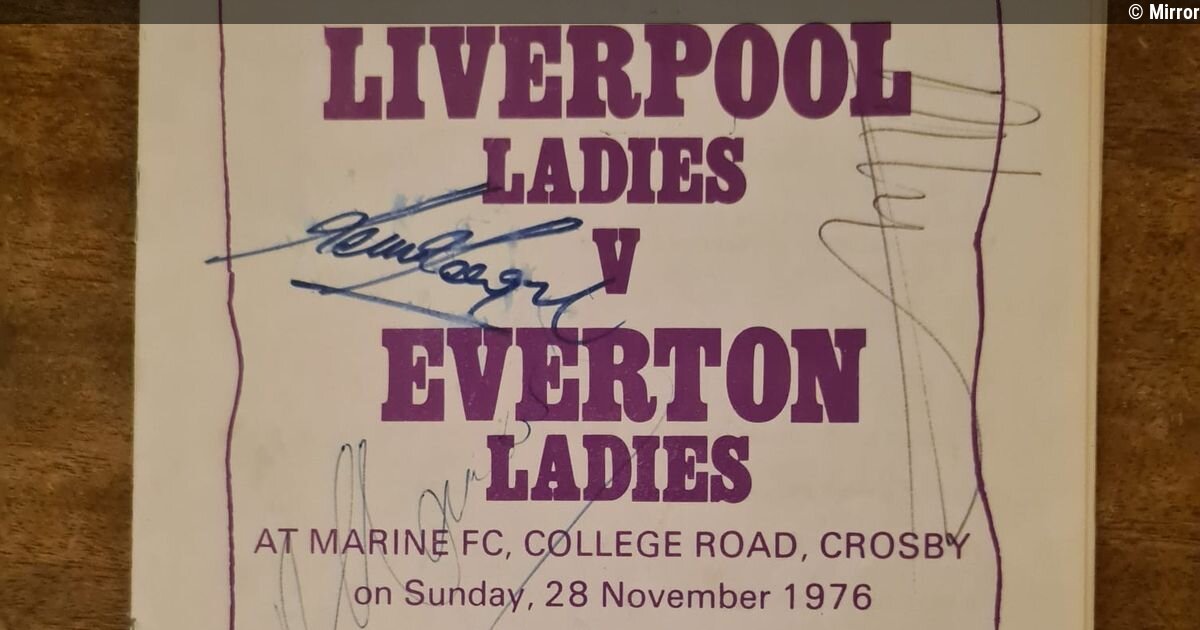 © Mirror
LIVERPOOL
LADIES
V
EVERTON
LADIES
AT MARINE FC, COLLEGE ROAD, CROSBY
on Sunday, 28 November 1976